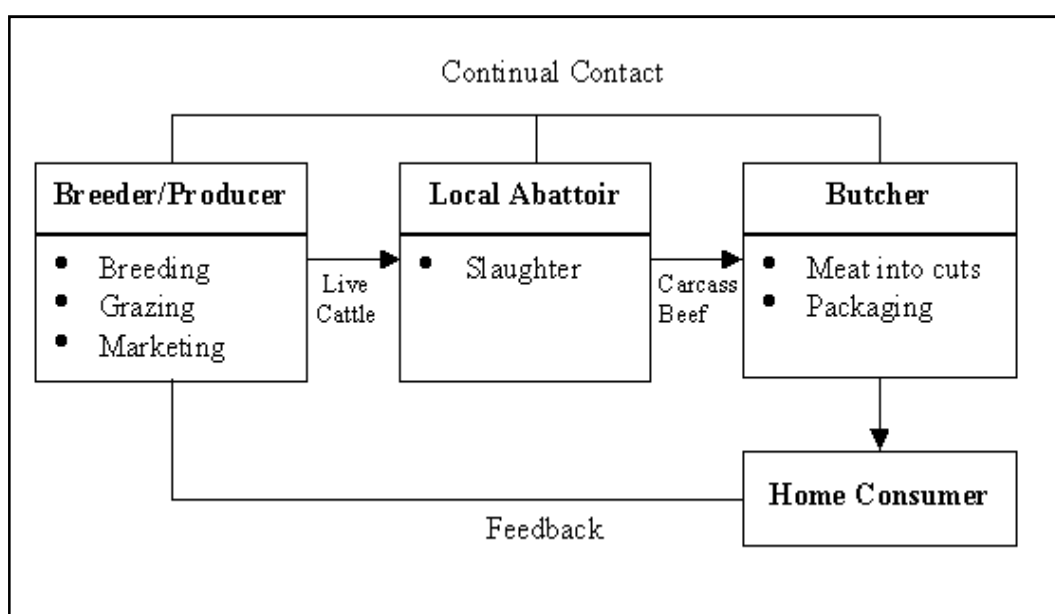 Continual Contact
Breeder/Producer
• Breeding
• Grazing
• Marketing
Live
Cattle
Local Abattoir
• Slaughter
Carcass
Beef
Butcher
• Meat into cuts
• Packaging
Home Consumer
Feedback